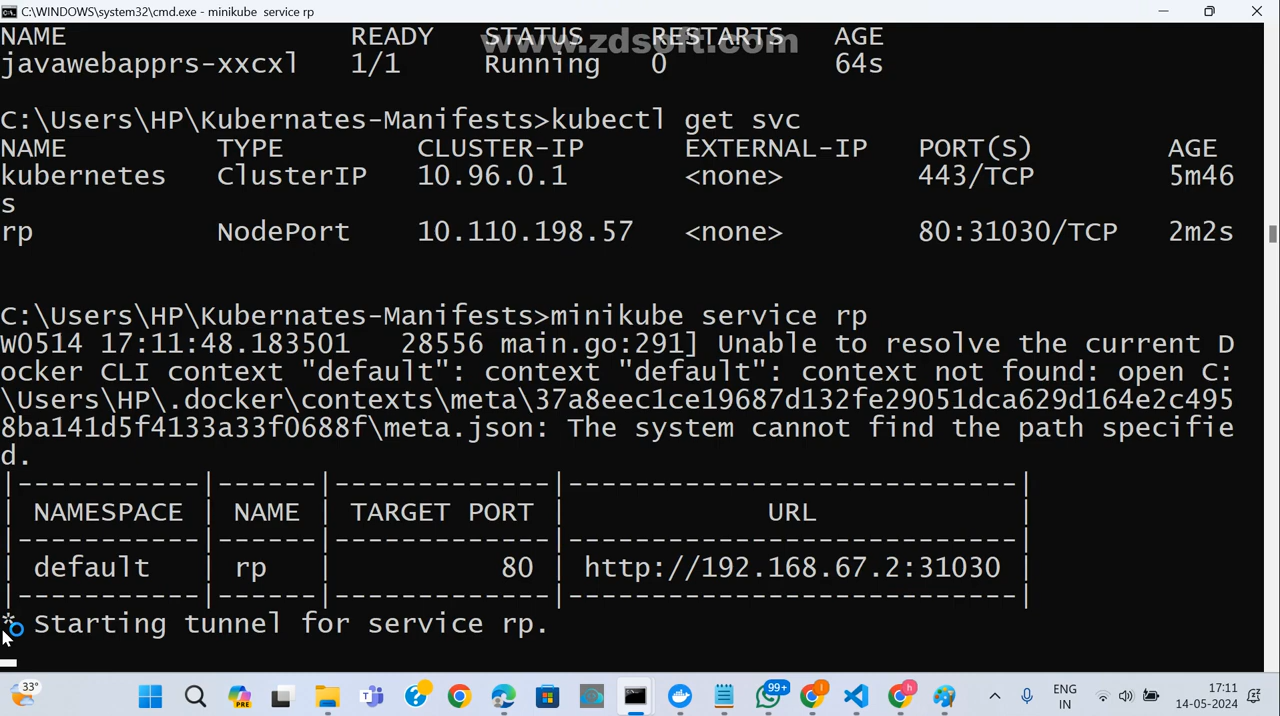 C:\WINDOWS\system32\cmd.exe - minikube service rp
www.zdsoft.com
NAME READY STATUS RESTARTS AGE
javawebapprs-xxcxl 1/1 Running 0 64s
C:\Users\HP\Kubernates-Manifests>kubectl get svc
NAME TYPE CLUSTER-IP EXTERNAL-IP PORT(S) AGE
kubernetes ClusterIP 10.96.0.1 <none> 443/TCP 5m46
s
rp NodePort 10.110.198.57 <none> 80:31030/TCP 2m2s
C:\Users\HP\Kubernates-Manifests>minikube service rp
W0514 17:11:48.183501 28556 main.go:291] Unable to resolve the current D
ocker CLI context "default": context "default": context not found: open C:
\Users\HP\.docker\contexts\meta\37a8eec1ce19687d132fe29051dca629d164e2c495
8ba141d5f4133a33f0688f\meta.json: The system cannot find the path specifie
d.
|-----------|------|-------------|---------------------------|
| NAMESPACE | NAME | TARGET PORT | URL |
|-----------|------|-------------|---------------------------|
| default | rp | 80 | http://192.168.67.2:31030 |
|-----------|------|-------------|---------------------------|
* Starting tunnel for service rp.
33°
PRE
99+
ENG
IN
17:11
14-05-2024